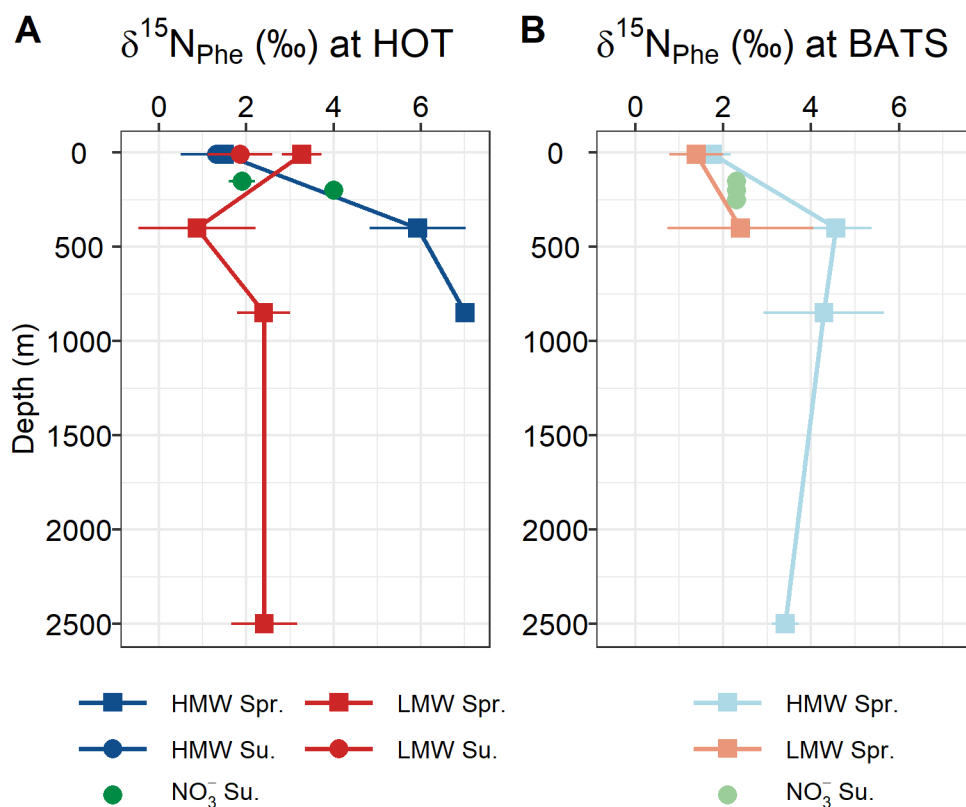 A δ¹⁵N_Phe (‰) at HOT B δ¹⁵N_Phe (‰) at BATS
0 2 4 6 0 2 4 6
0 0
500 500
1000 1000
1500 1500
2000 2000
2500 2500
Depth (m)
HMW Spr. LMW Spr. HMW Spr.
HMW Su. LMW Su. LMW Spr.
NO₃⁻ Su. NO₃⁻ Su.